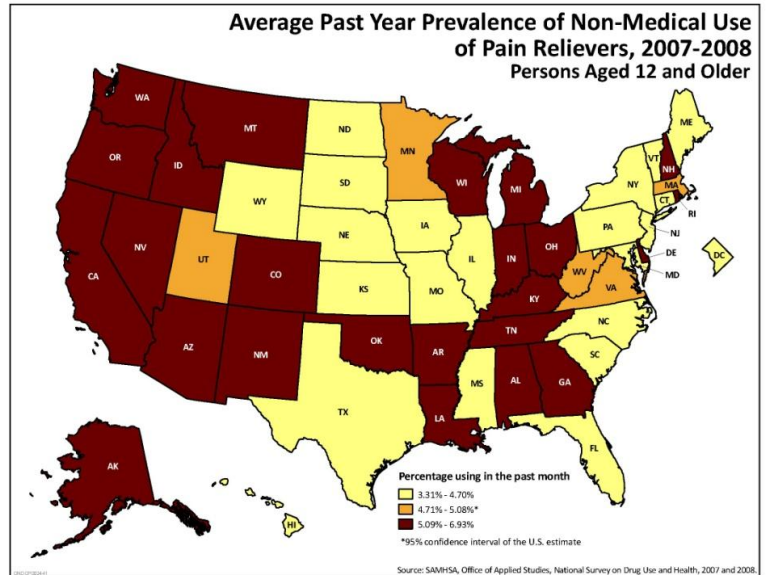 Average Past Year Prevalence of Non-Medical Use
of Pain Relievers, 2007-2008
Persons Aged 12 and Older
WA
MT
ND
MN
ME
OR
ID
SD
WI
MI
VT
NH
WY
NY
MA
CT
RI
IA
NE
PA
NJ
NV
UT
IL
IN
OH
DE
DC
CO
WV
MD
CA
KS
MO
VA
KY
NC
AZ
NM
OK
AR
TN
SC
MS
AL
GA
TX
LA
FL
AK
HI
Percentage using in the past month
3.31% - 4.70%
4.71% - 5.08%*
5.09% - 6.93%
*95% confidence interval of the U.S. estimate
Source: SAMHSA, Office of Applied Studies, National Survey on Drug Use and Health, 2007 and 2008.